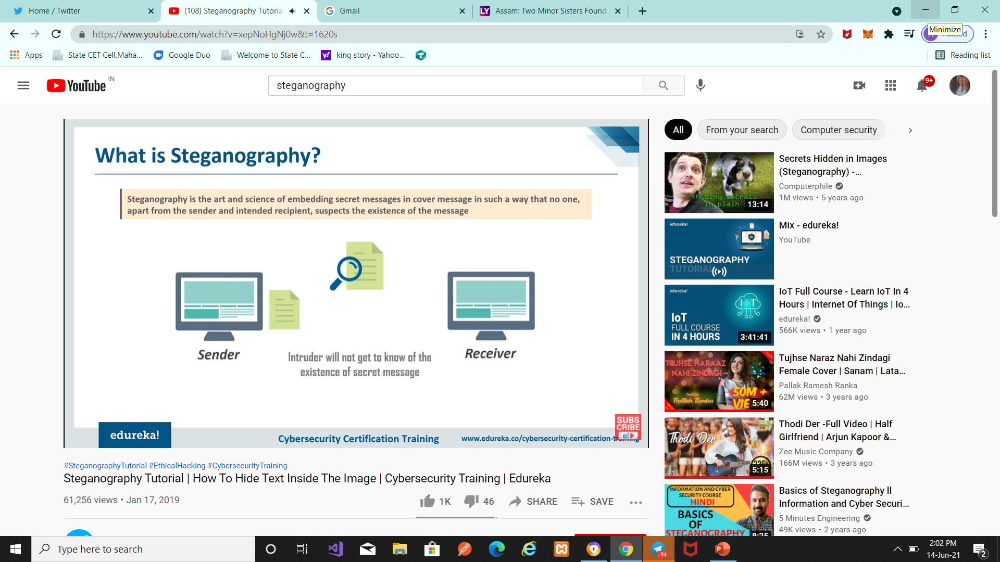 Home / Twitter
(108) Steganography Tutorial
Gmail
Assam: Two Minor Sisters Found
Minimize
https://www.youtube.com/watch?v=xepNoHgNj0w&t=1620s
Apps
State CET Cell,Maha...
Google Duo
Welcome to State C...
king story - Yahoo...
Reading list
YouTube IN
steganography
9+
What is Steganography?
Steganography is the art and science of embedding secret messages in cover message in such a way that no one,
apart from the sender and intended recipient, suspects the existence of the message
Sender
Receiver
Intruder will not get to know of the
existence of secret message
SUBS
CRIBE
e!
edureka!
Cybersecurity Certification Training
www.edureka.co/cybersecurity-certification-training
#SteganographyTutorial #EthicalHacking #CybersecurityTraining
Steganography Tutorial | How To Hide Text Inside The Image | Cybersecurity Training | Edureka
61,256 views • Jan 17, 2019
1K
46
SHARE
SAVE
All
From your search
Computer security
<hiding secrets
in plain
13:14
Secrets Hidden in Images
(Steganography) -...
Computerphile
1M views • 5 years ago
edureka!
STEGANOGRAPHY
TUTORIAL
Mix - edureka!
YouTube
edureka!
IoT
IoT
FULL COURSE
IN 4 HOURS
3:41:41
IoT Full Course - Learn IoT In 4
Hours | Internet Of Things | Io...
edureka!
566K views • 1 year ago
TUJHSE NARAAZ
NAHI ZINDAGI
50M +
Pallak Ranka
5:40
Tujhse Naraz Nahi Zindagi
Female Cover | Sanam | Lata...
Pallak Ramesh Ranka
62M views • 3 years ago
Thodi Der
5:15
Thodi Der -Full Video | Half
Girlfriend | Arjun Kapoor &...
Zee Music Company
166M views • 3 years ago
INFORMATION AND CYBER
SECURITY COURSE
HINDI
BASICS
OF
STEGANOGRAPHY
9:25
Basics of Steganography ll
Information and Cyber Securi...
5 Minutes Engineering
49K views • 2 years ago
Type here to search
..84
2:02 PM
14-Jun-21
2